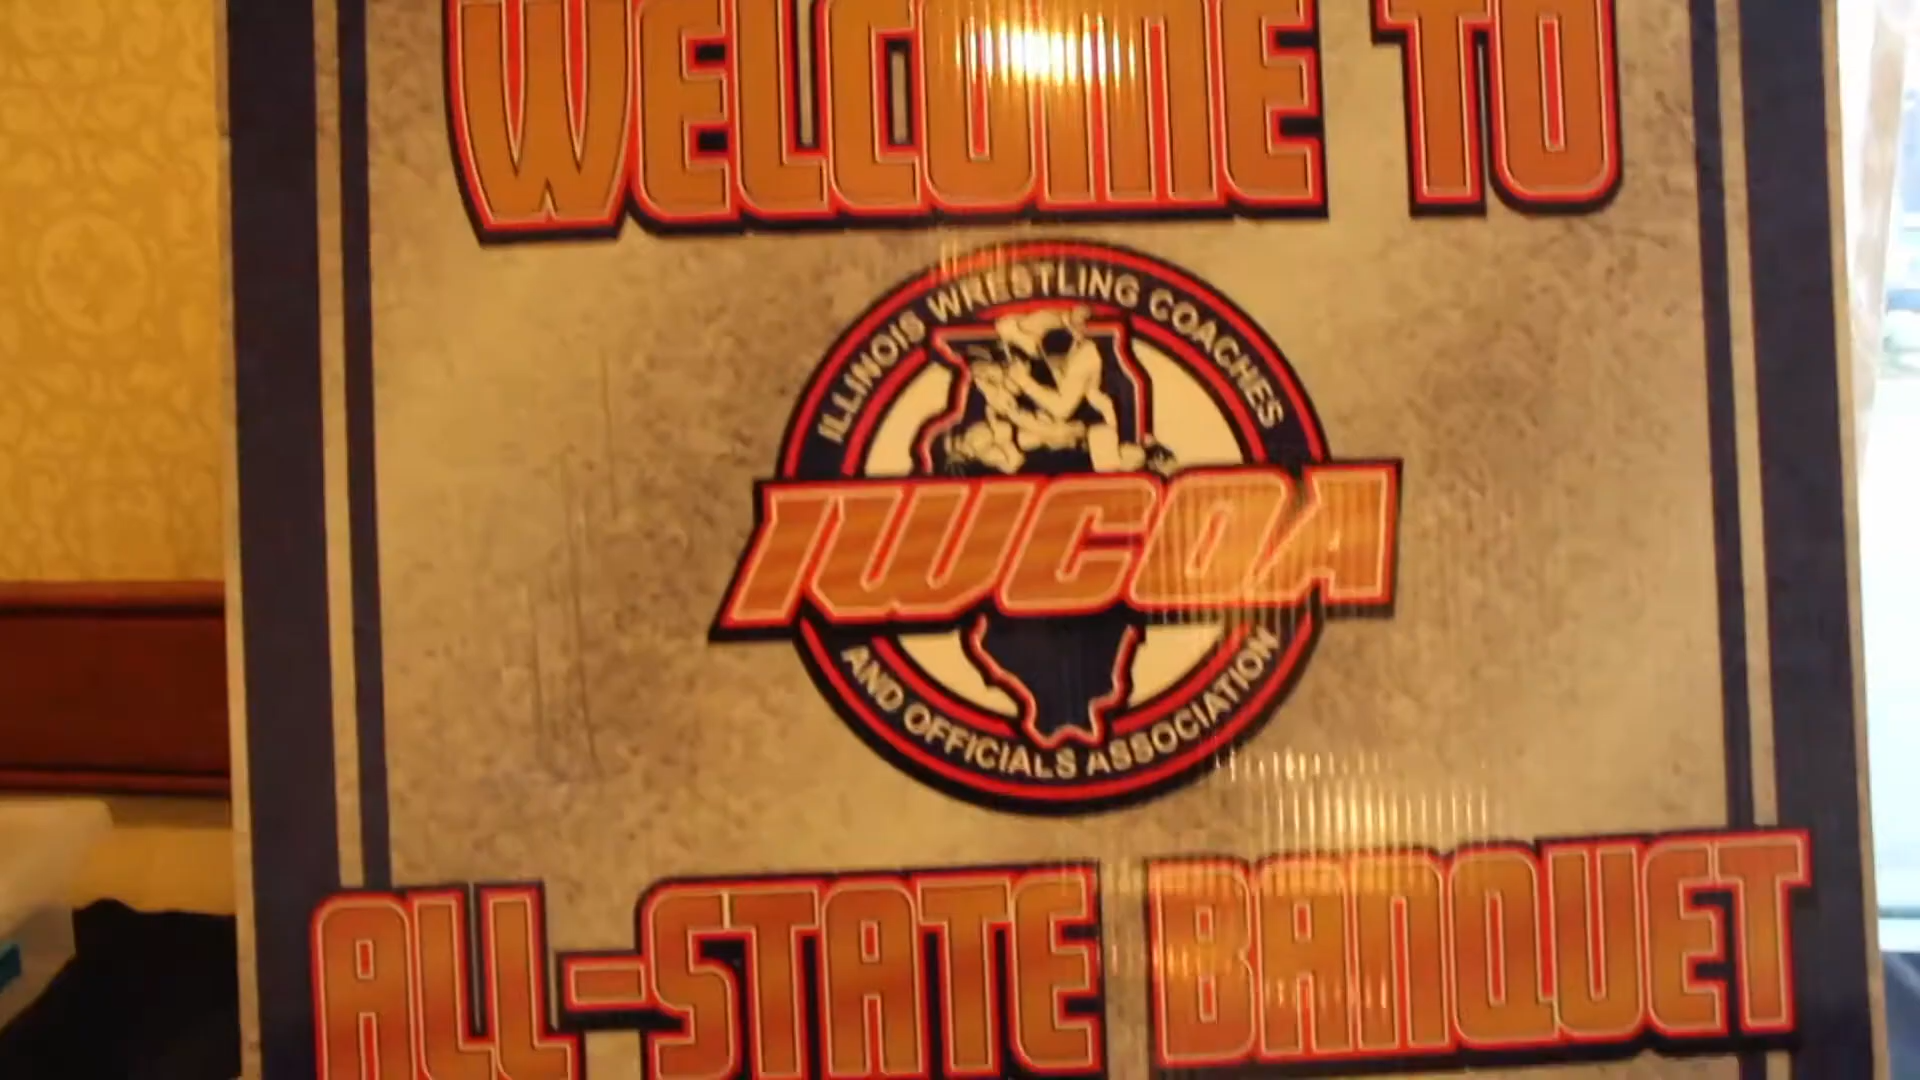 WELCOME TO
ILLINOIS WRESTLING COACHES
IWCOA
AND OFFICIALS ASSOCIATION
ALL-STATE BANQUET